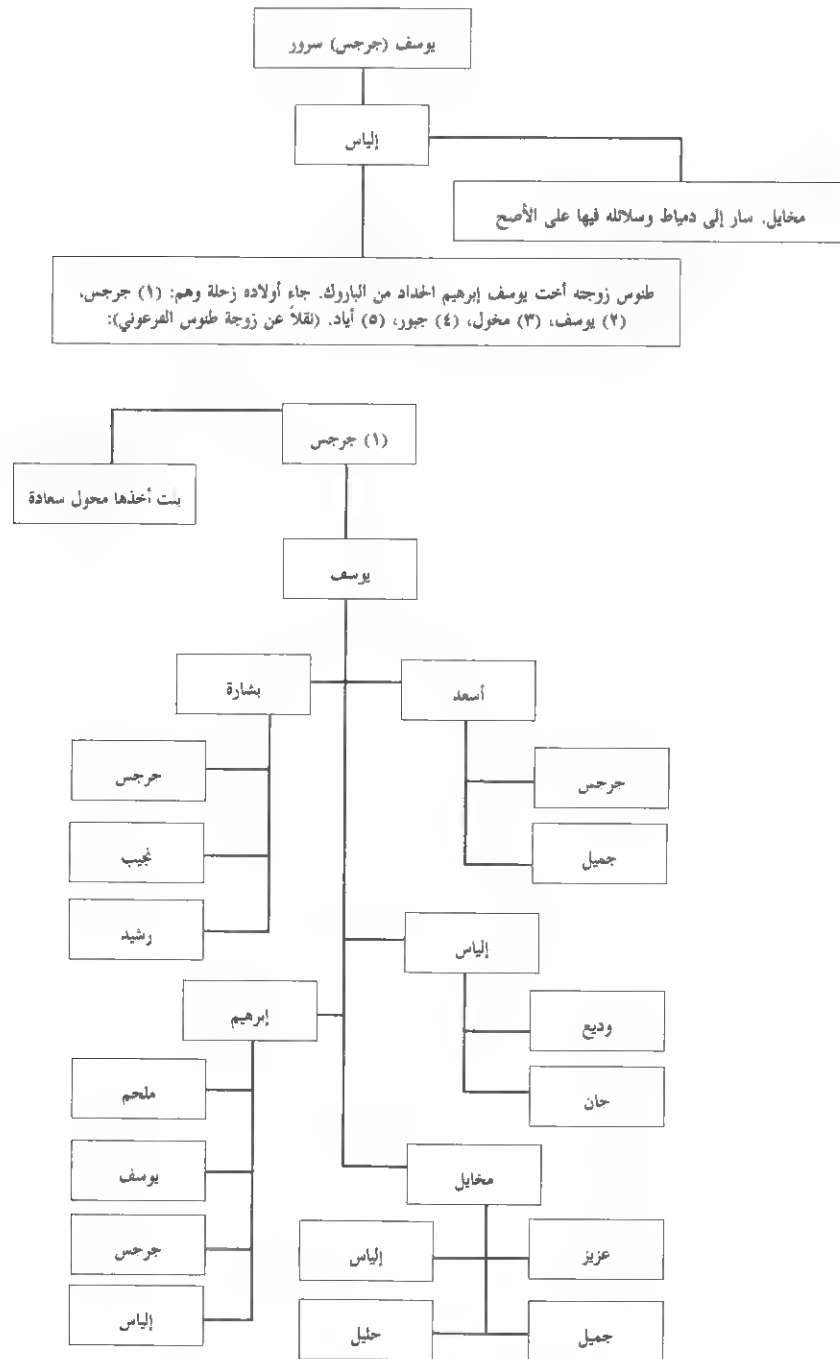 يوسف (جرجس) سرور
إلياس
مخايل. سار إلى دمياط وسلائله فيها على الأصح
طنوس زوجته أخت يوسف إبرهيم الحداد من الباروك. جاء أولاده زحلة وهم: (١) جرجس،
(٢) يوسف، (٣) مخول، (٤) جبور، (٥) أياد. (نقلاً عن زوجة طنوس الفرعوني):
(١) جرجس
بنت أخذها مخول سعادة
يوسف
أسعد
بشارة
جرجس
جرجس
جميل
نجيب
رشيد
إلياس
إبرهيم
وديع
جان
ملحم
يوسف
مخايل
جرجس
عزيز
إلياس
إلياس
جميل
خليل